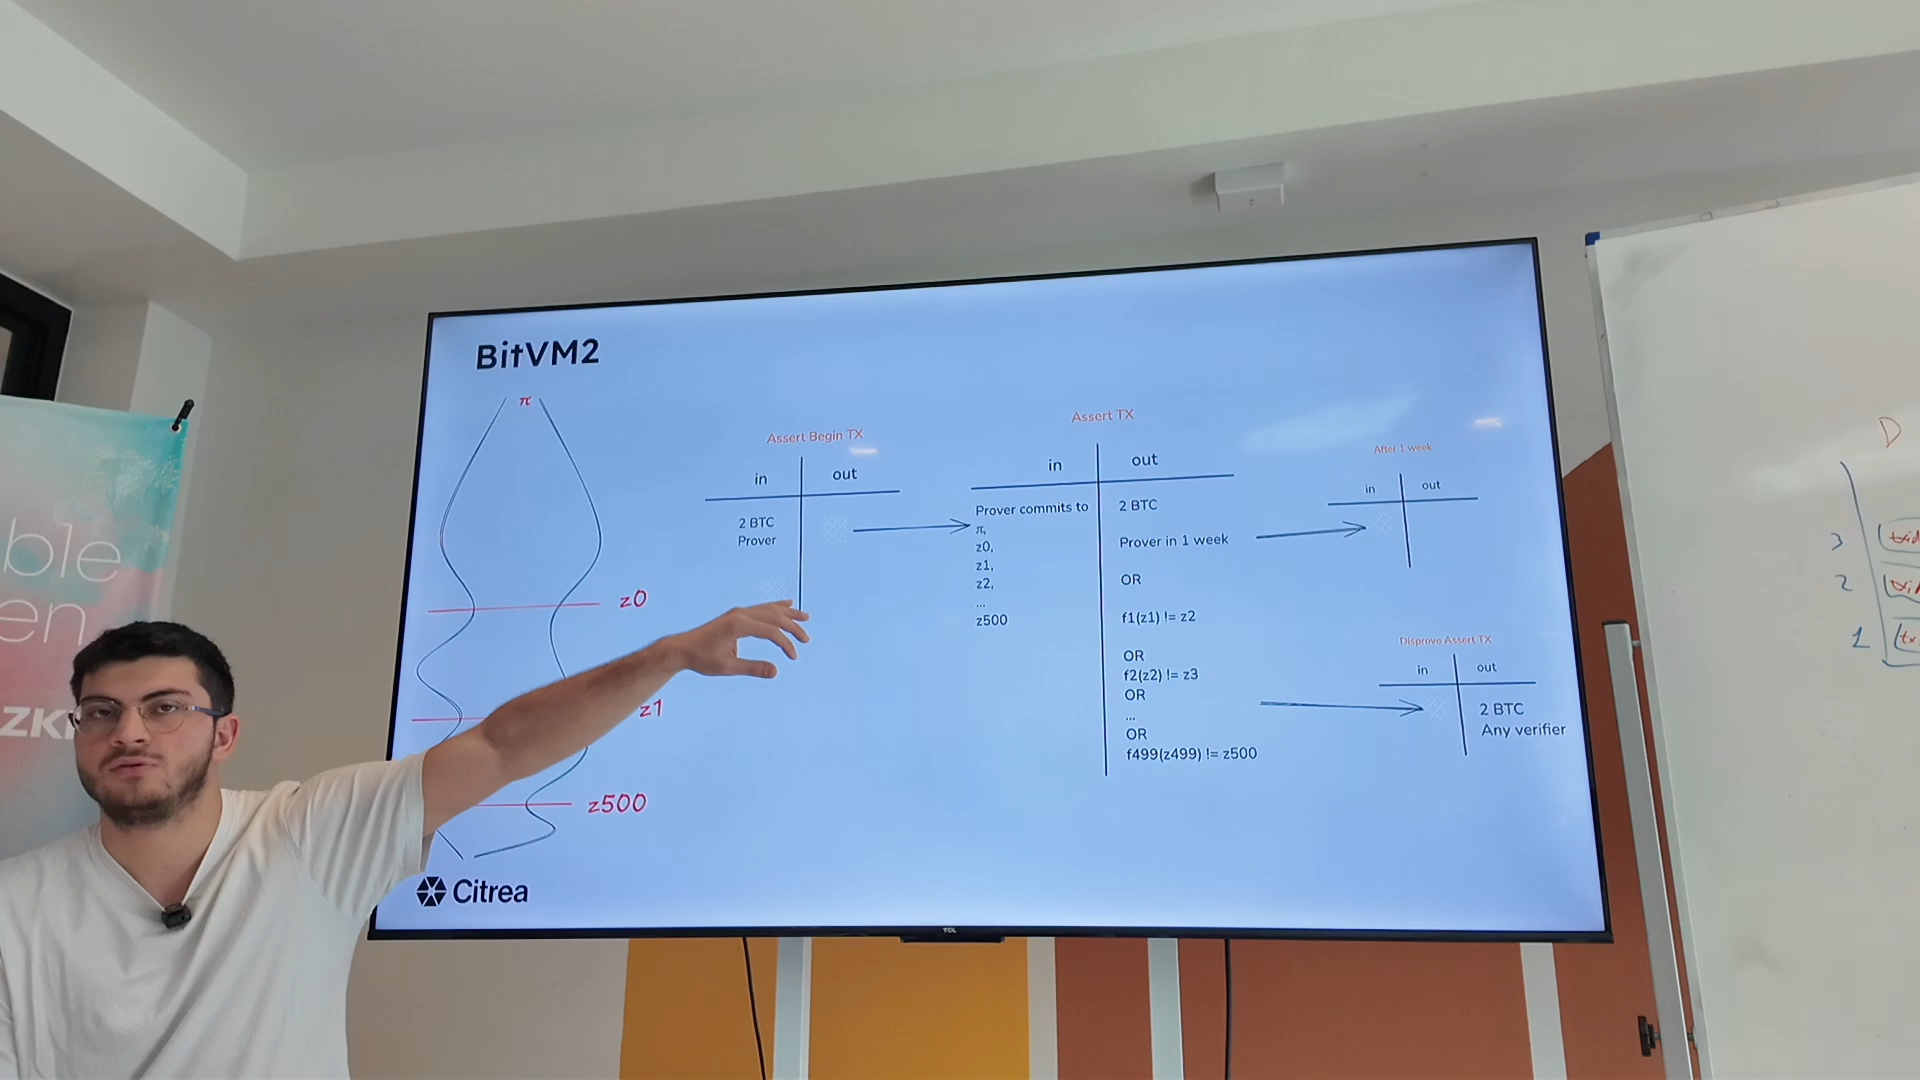 BitVM2
π
z0
z1
z500
Assert Begin TX
in
out
2 BTC
Prover
Assert TX
in
out
Prover commits to
π,
z0,
z1,
z2,
...
z500
2 BTC
Prover in 1 week
OR
f1(z1) != z2
OR
f2(z2) != z3
OR
...
OR
f499(z499) != z500
After 1 week
in
out
Disprove Assert TX
in
out
2 BTC
Any verifier
Citrea
TCL
ble
en
D
3
2
1